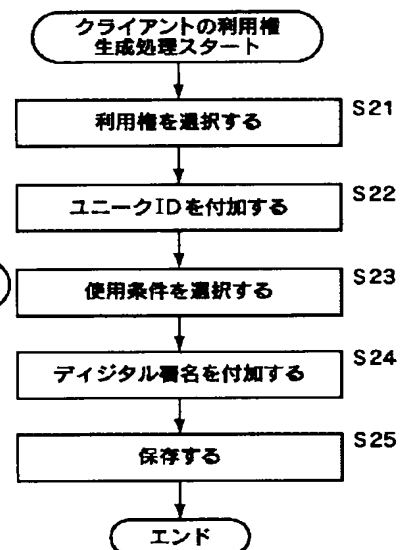 クライアントの利用権
生成処理スタート
利用権を選択する
S21
ユニークIDを付加する
S22
使用条件を選択する
S23
ディジタル署名を付加する
S24
保存する
S25
エンド